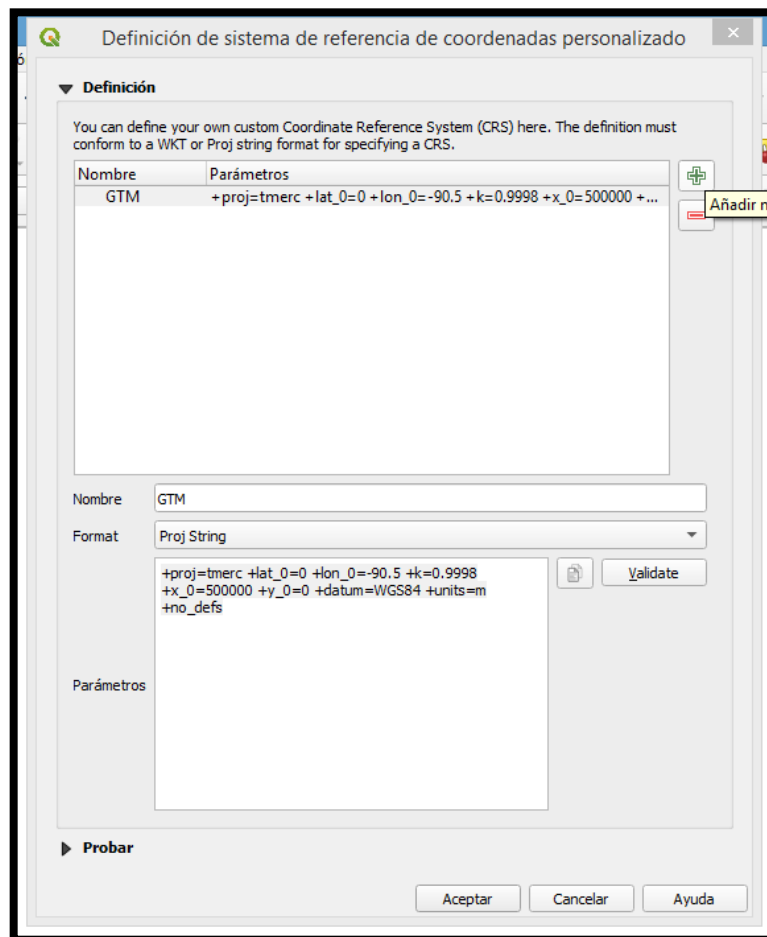 Definición de sistema de referencia de coordenadas personalizado
Definición
You can define your own custom Coordinate Reference System (CRS) here. The definition must
conform to a WKT or Proj string format for specifying a CRS.
Nombre Parámetros
GTM +proj=tmerc +lat_0=0 +lon_0=-90.5 +k=0.9998 +x_0=500000 +...
Añadir n
Nombre GTM
Format Proj String
+proj=tmerc +lat_0=0 +lon_0=-90.5 +k=0.9998
+x_0=500000 +y_0=0 +datum=WGS84 +units=m
+no_defs
Validate
Parámetros
Probar
Aceptar Cancelar Ayuda